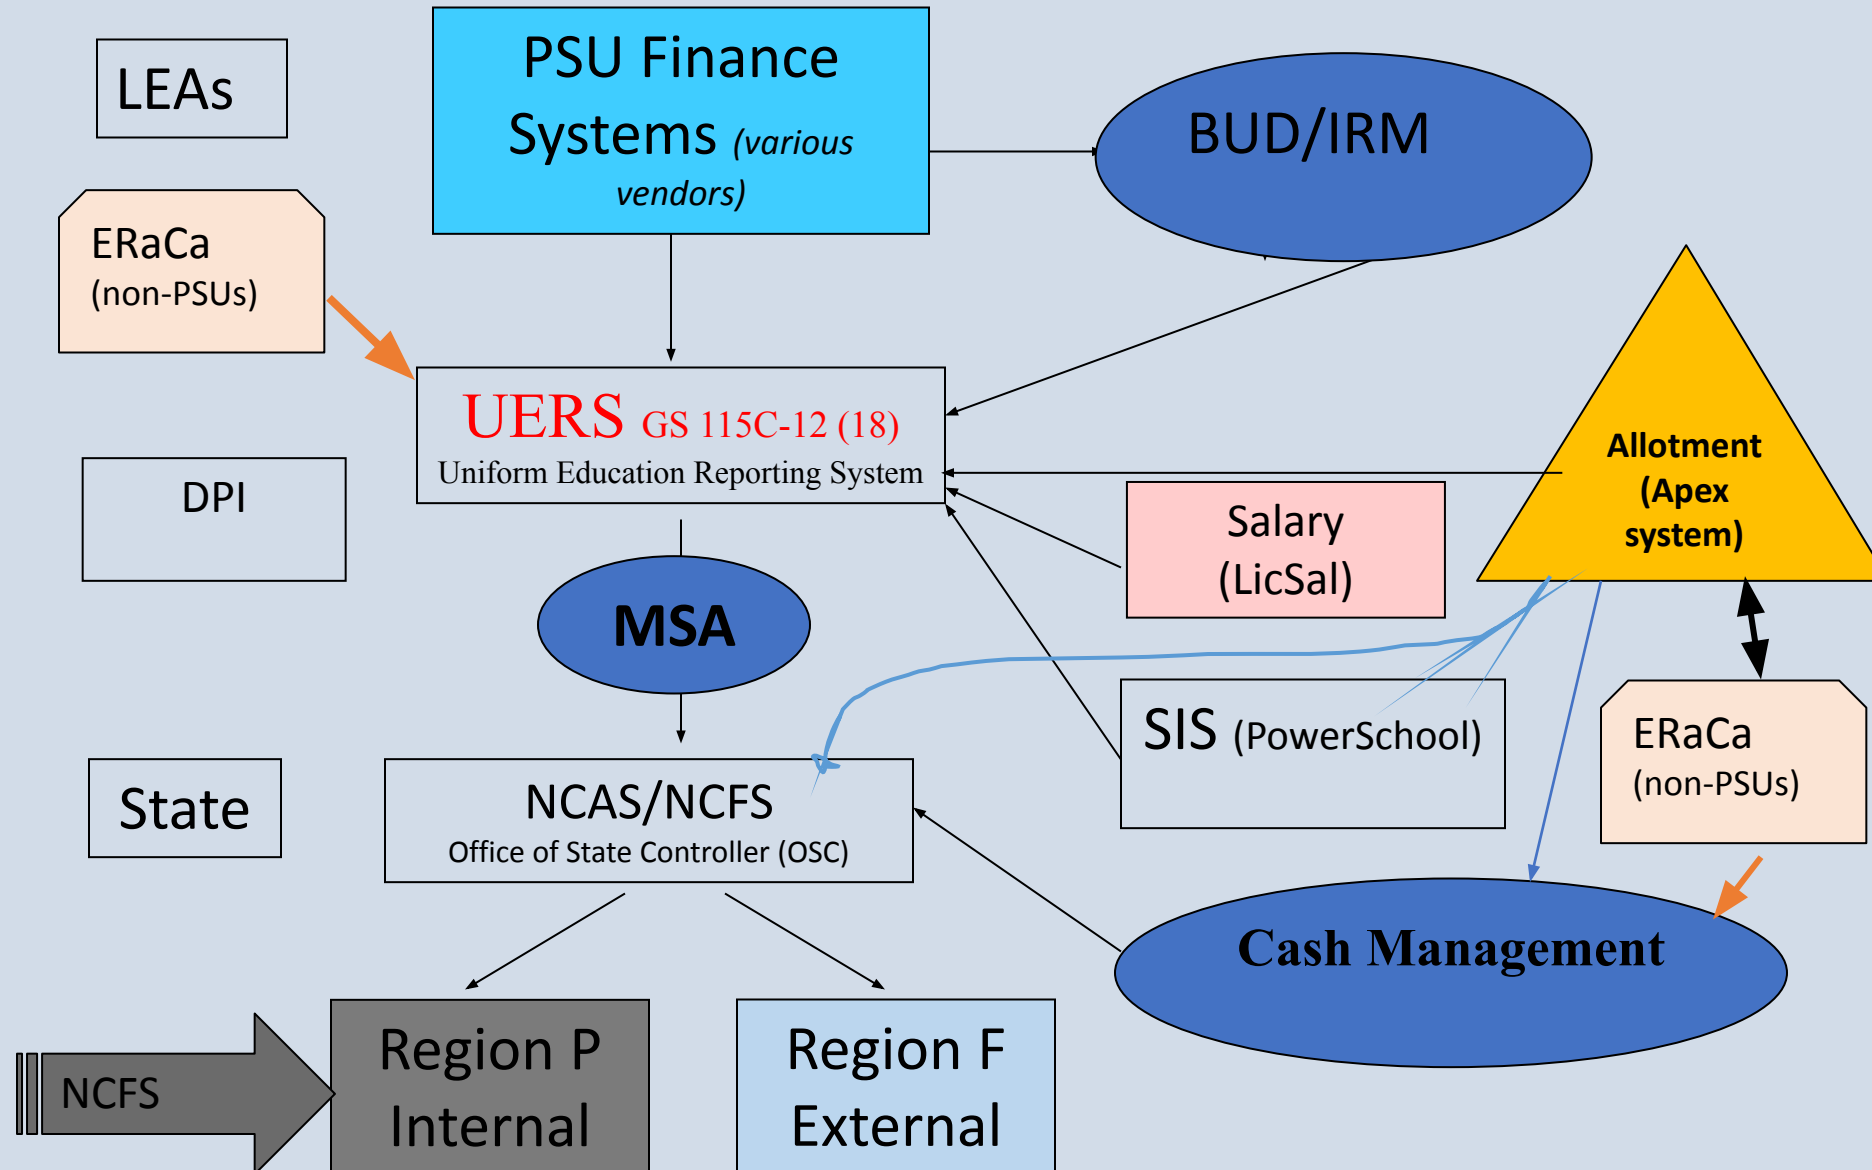 LEAs
PSU Finance
Systems (various
vendors)
BUD/IRM
ERaCa
(non-PSUs)
UERS GS 115C-12 (18)
Uniform Education Reporting System
Allotment
(Apex
system)
DPI
Salary
(LicSal)
MSA
SIS (PowerSchool)
ERaCa
(non-PSUs)
State
NCAS/NCFS
Office of State Controller (OSC)
Cash Management
NCFS
Region P
Internal
Region F
External